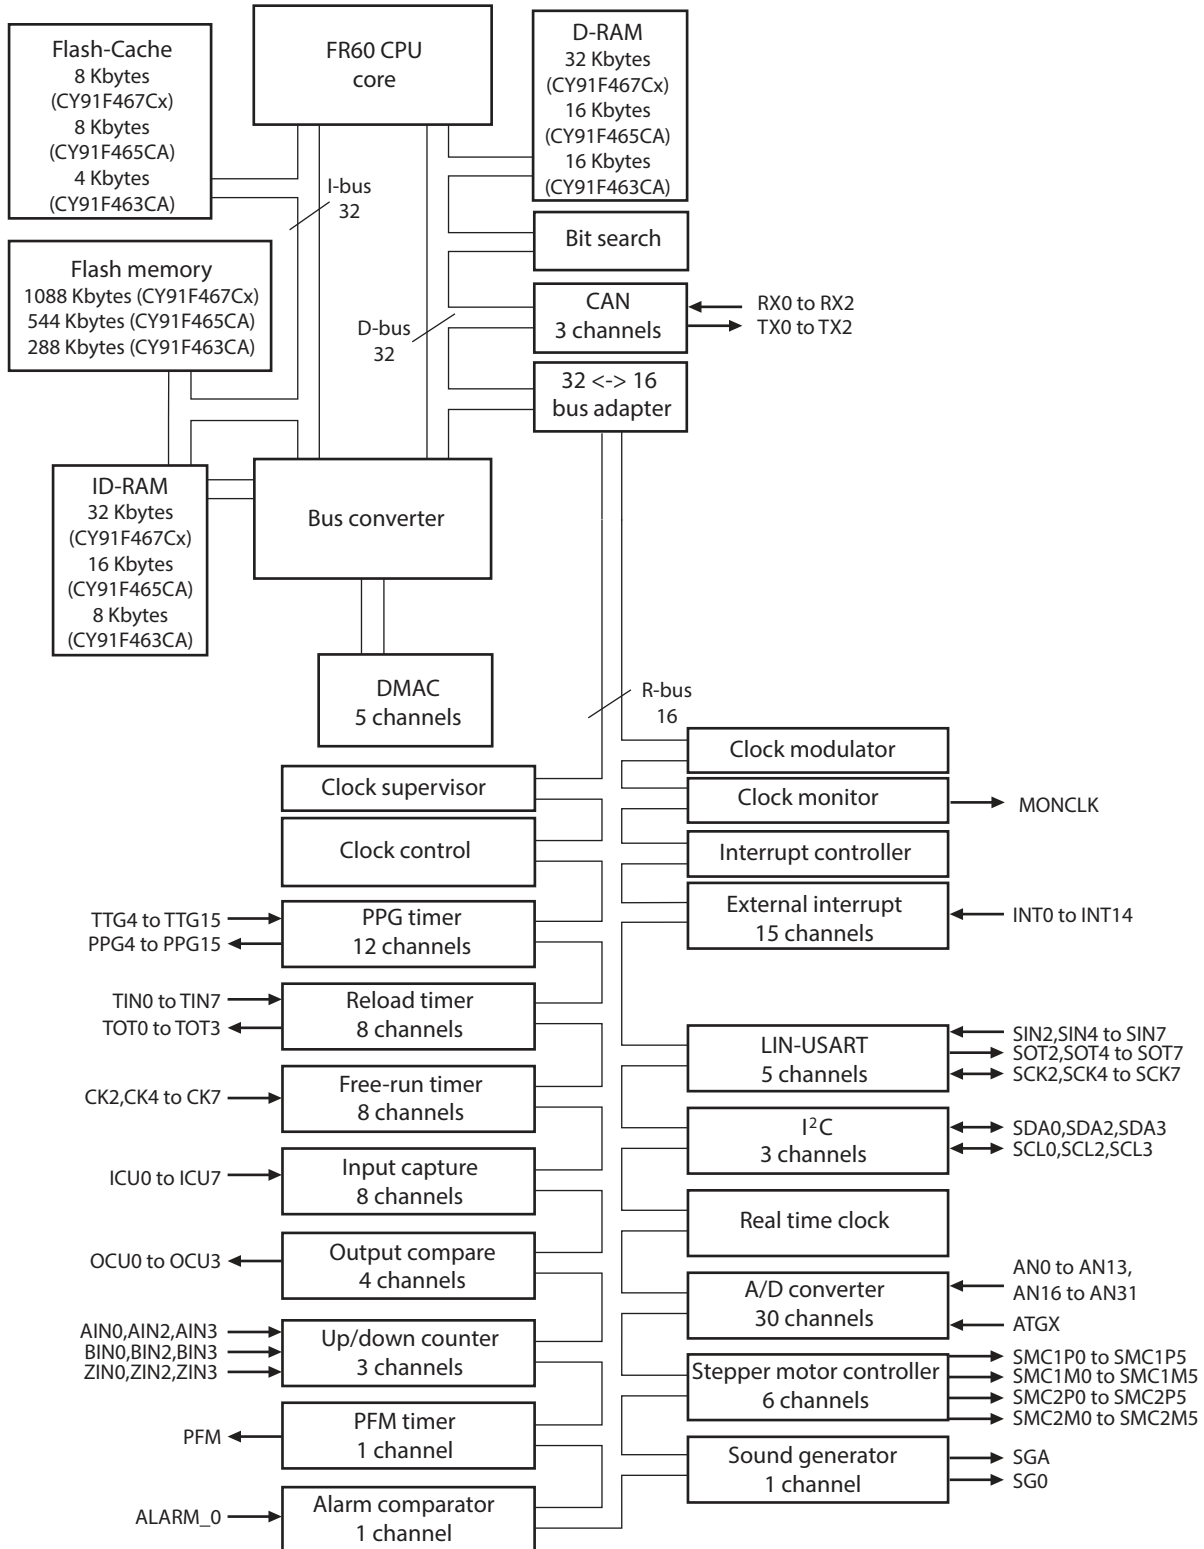 Flash-Cache
8 Kbytes
(CY91F467Cx)
8 Kbytes
(CY91F465CA)
4 Kbytes
(CY91F463CA)
FR60 CPU
core
D-RAM
32 Kbytes
(CY91F467Cx)
16 Kbytes
(CY91F465CA)
16 Kbytes
(CY91F463CA)
I-bus
32
Bit search
Flash memory
1088 Kbytes (CY91F467Cx)
544 Kbytes (CY91F465CA)
288 Kbytes (CY91F463CA)
D-bus
32
CAN
3 channels
RX0 to RX2
TX0 to TX2
32 <-> 16
bus adapter
ID-RAM
32 Kbytes
(CY91F467Cx)
16 Kbytes
(CY91F465CA)
8 Kbytes
(CY91F463CA)
Bus converter
DMAC
5 channels
R-bus
16
Clock supervisor
Clock control
TTG4 to TTG15
PPG4 to PPG15
PPG timer
12 channels
TIN0 to TIN7
TOT0 to TOT3
Reload timer
8 channels
CK2,CK4 to CK7
Free-run timer
8 channels
ICU0 to ICU7
Input capture
8 channels
OCU0 to OCU3
Output compare
4 channels
AIN0,AIN2,AIN3
BIN0,BIN2,BIN3
ZIN0,ZIN2,ZIN3
Up/down counter
3 channels
PFM
PFM timer
1 channel
ALARM_0
Alarm comparator
1 channel
Clock modulator
Clock monitor
MONCLK
Interrupt controller
External interrupt
15 channels
INT0 to INT14
LIN-USART
5 channels
SIN2,SIN4 to SIN7
SOT2,SOT4 to SOT7
SCK2,SCK4 to SCK7
I²C
3 channels
SDA0,SDA2,SDA3
SCL0,SCL2,SCL3
Real time clock
A/D converter
30 channels
AN0 to AN13,
AN16 to AN31
ATGX
Stepper motor controller
6 channels
SMC1P0 to SMC1P5
SMC1M0 to SMC1M5
SMC2P0 to SMC2P5
SMC2M0 to SMC2M5
Sound generator
1 channel
SGA
SG0